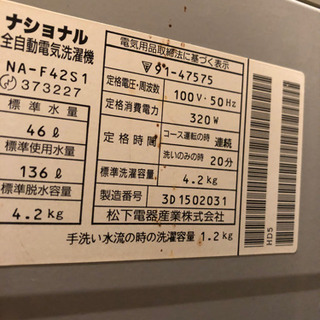 ナショナル
全自動電気洗濯機
NA-F42S1
373227
標準水量
46ℓ
標準使用水量
136ℓ
標準脱水容量
4.2kg
電気用品取締法に基づく表示
91-47575
定格電圧・周波数 100V・50Hz
定格消費電力 320W
定格時間 コース運転の時 連続
洗いのみの時 20分
標準洗濯容量 4.2kg
製造番号 3D1502031
松下電器産業株式会社
手洗い水流の時の洗濯容量 1.2kg
HD5